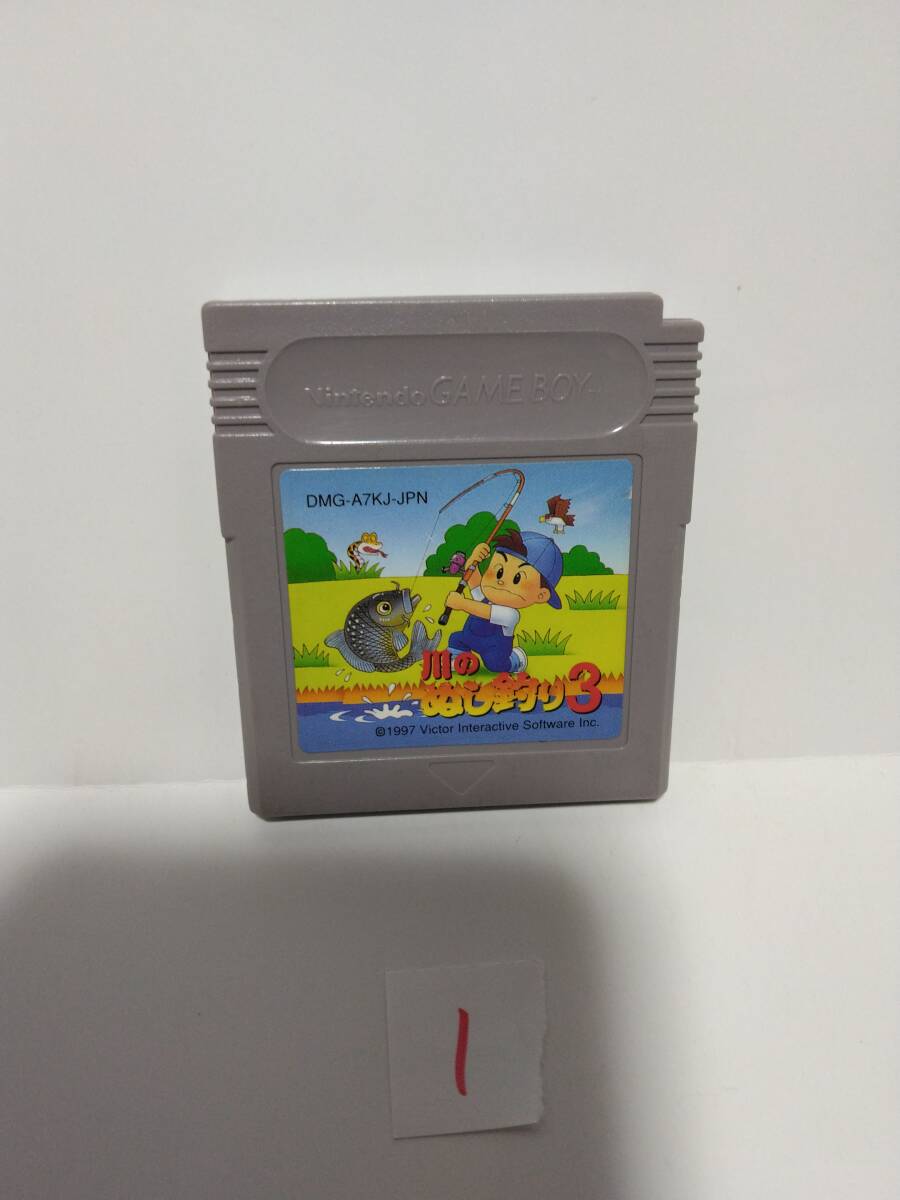 Nintendo GAME BOY
DMG-A7KJ-JPN
川の
ぬし釣り3
©1997 Victor Interactive Software Inc.
1